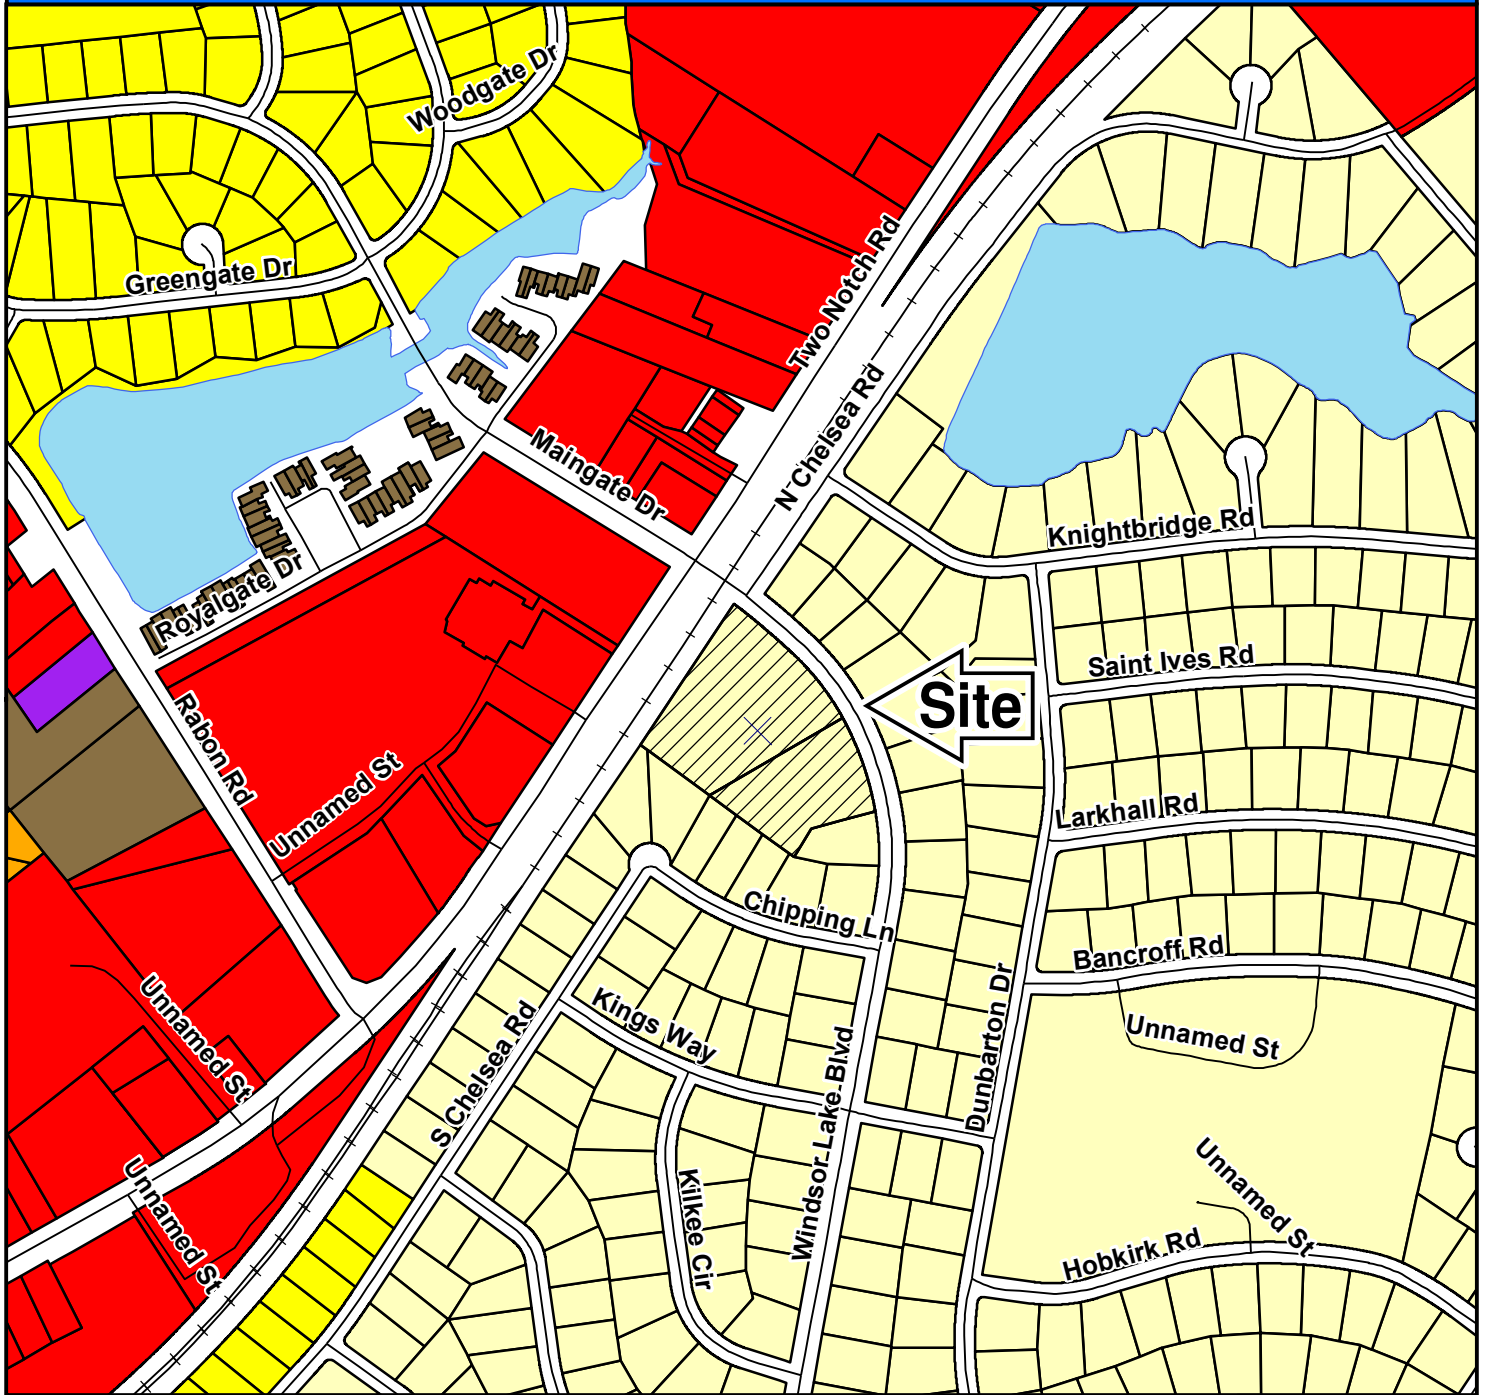 Woodgate Dr
Greengate Dr
Two Notch Rd
N Chelsea Rd
Maingate Dr
Knightbridge Rd
Royalgate Dr
Saint Ives Rd
Site
Rabon Rd
Unnamed St
Larkhall Rd
Chipping Ln
Bancroff Rd
Unnamed St
Kings Way
S Chelsea Rd
Dunbarton Dr
Unnamed St
Windsor Lake Blvd
Unnamed St
Kilkee Cir
Unnamed St
Hobkirk Rd